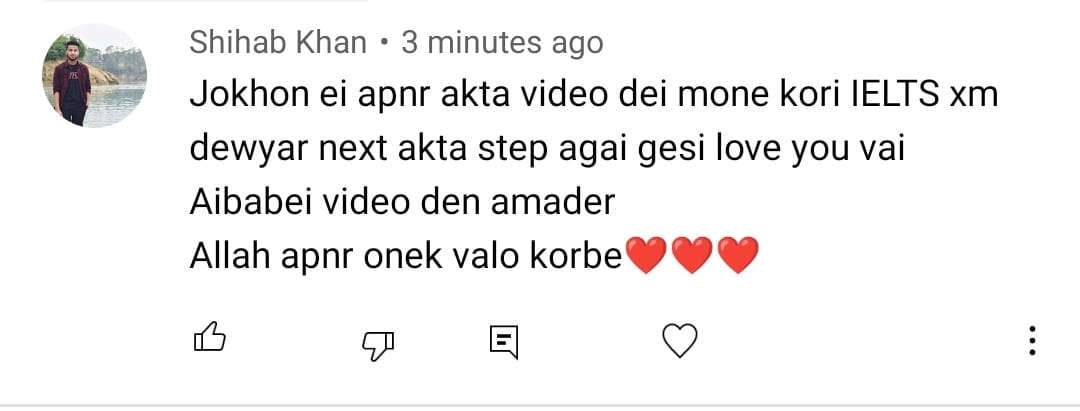 Shihab Khan • 3 minutes ago
Jokhon ei apnr akta video dei mone kori IELTS xm
dewyar next akta step agai gesi love you vai
Aibabei video den amader
Allah apnr onek valo korbe❤️❤️❤️